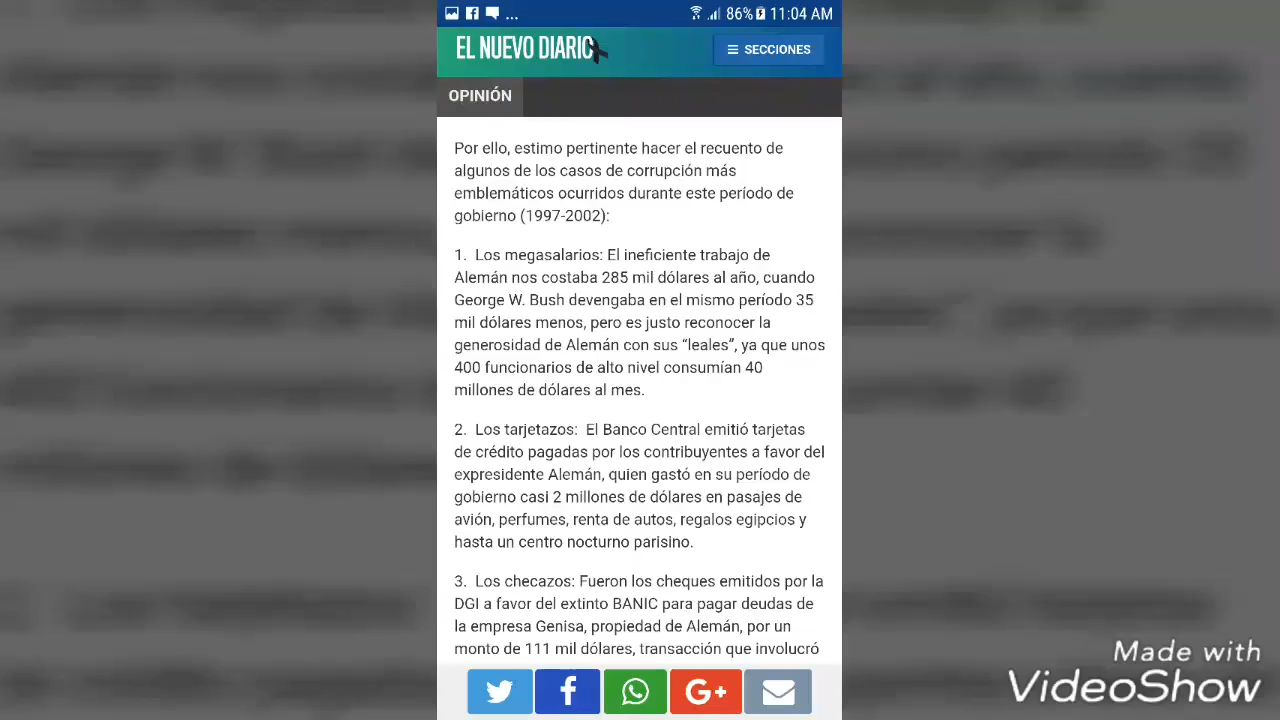 ... 86% 11:04 AM
EL NUEVO DIARIO
≡ SECCIONES
OPINIÓN
Por ello, estimo pertinente hacer el recuento de
algunos de los casos de corrupción más
emblemáticos ocurridos durante este período de
gobierno (1997-2002):
1. Los megasalarios: El ineficiente trabajo de
Alemán nos costaba 285 mil dólares al año, cuando
George W. Bush devengaba en el mismo período 35
mil dólares menos, pero es justo reconocer la
generosidad de Alemán con sus “leales”, ya que unos
400 funcionarios de alto nivel consumían 40
millones de dólares al mes.
2. Los tarjetazos: El Banco Central emitió tarjetas
de crédito pagadas por los contribuyentes a favor del
expresidente Alemán, quien gastó en su período de
gobierno casi 2 millones de dólares en pasajes de
avión, perfumes, renta de autos, regalos egipcios y
hasta un centro nocturno parisino.
3. Los checazos: Fueron los cheques emitidos por la
DGI a favor del extinto BANIC para pagar deudas de
la empresa Genisa, propiedad de Alemán, por un
monto de 111 mil dólares, transacción que involucró
G+
Made with
VideoShow